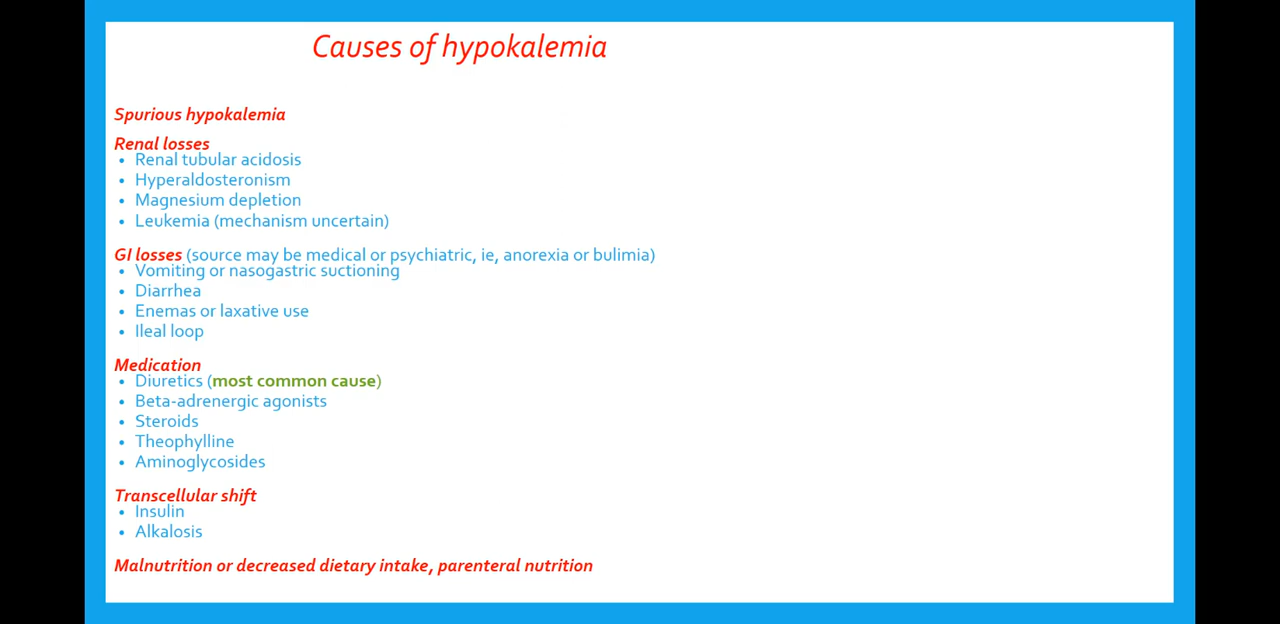 Causes of hypokalemia
Spurious hypokalemia
Renal losses
• Renal tubular acidosis
• Hyperaldosteronism
• Magnesium depletion
• Leukemia (mechanism uncertain)
GI losses (source may be medical or psychiatric, ie, anorexia or bulimia)
• Vomiting or nasogastric suctioning
• Diarrhea
• Enemas or laxative use
• Ileal loop
Medication
• Diuretics (most common cause)
• Beta-adrenergic agonists
• Steroids
• Theophylline
• Aminoglycosides
Transcellular shift
• Insulin
• Alkalosis
Malnutrition or decreased dietary intake, parenteral nutrition